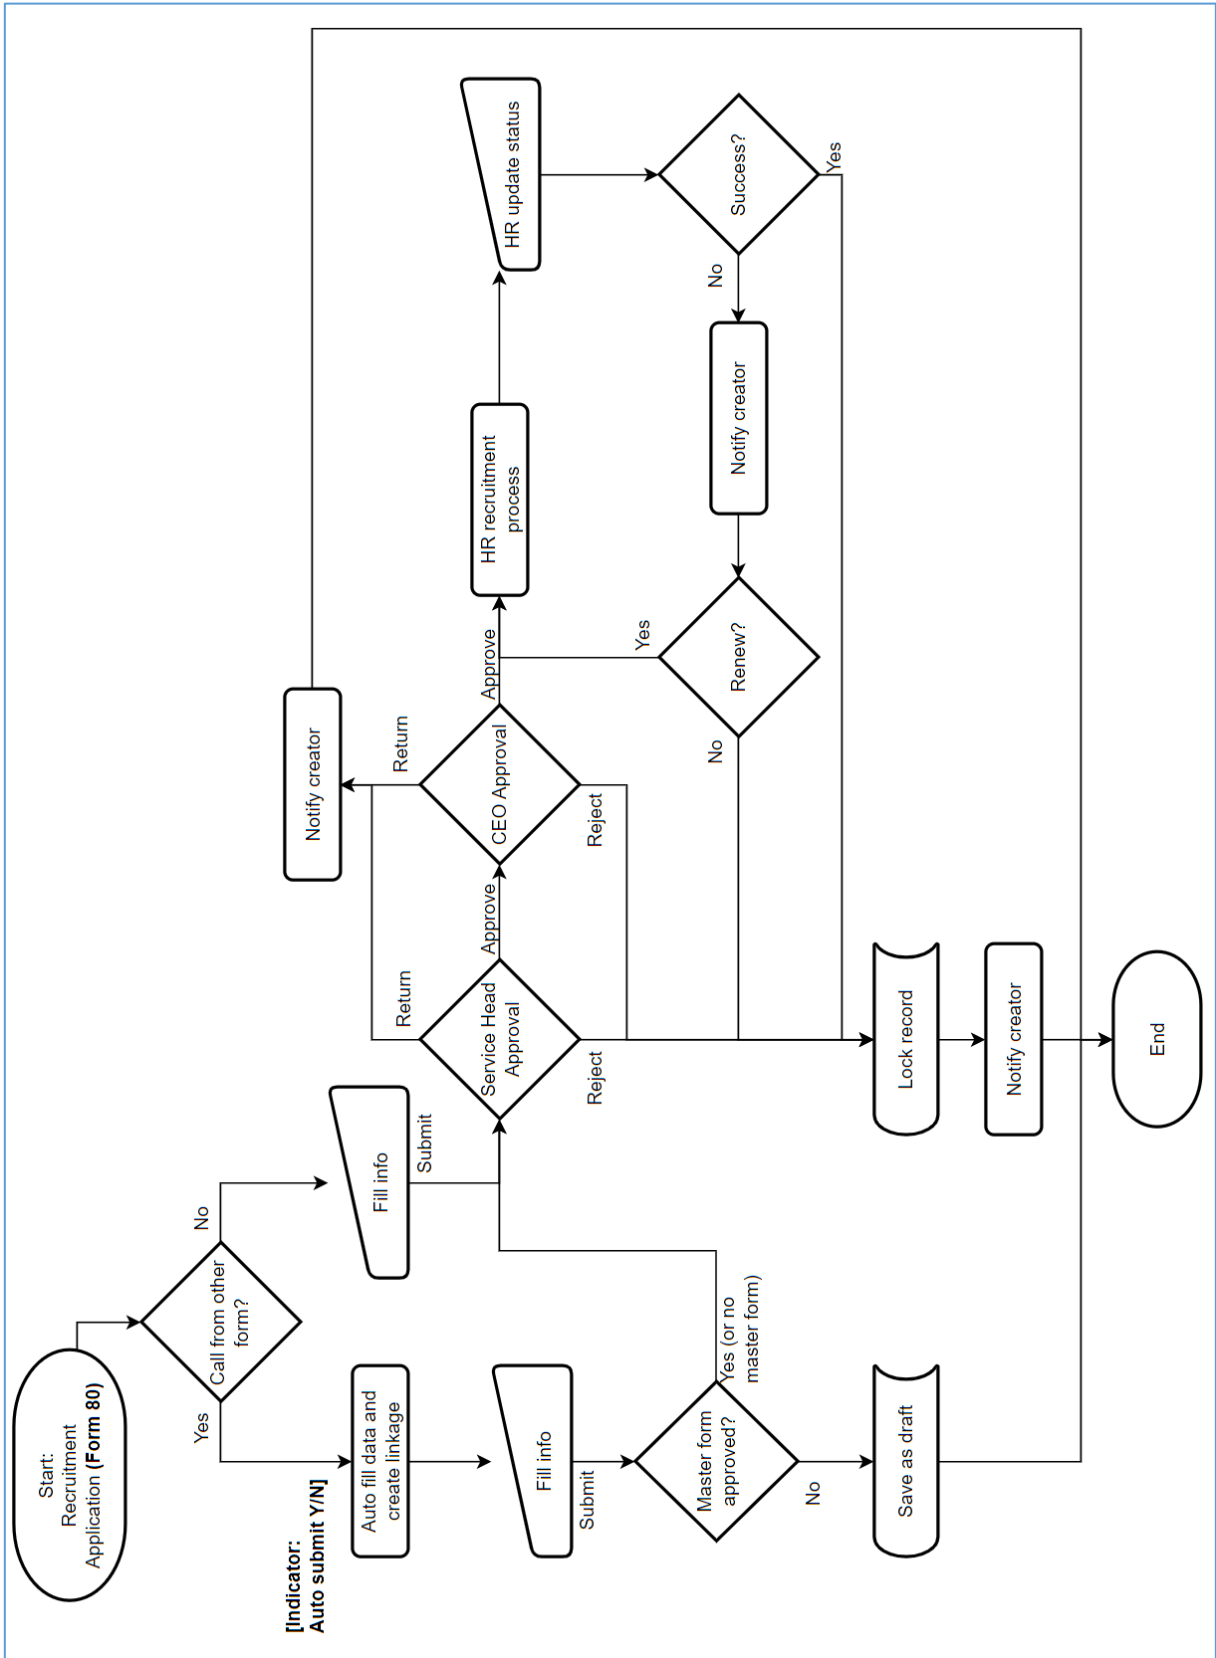 Start:
Recruitment
Application (Form 80)
Call from other
form?
Yes
No
[Indicator:
Auto submit Y/N]
Auto fill data and
create linkage
Fill info
Submit
Master form
approved?
Yes (or no
master form)
No
Save as draft
Fill info
Submit
Service Head
Approval
Return
Approve
Reject
CEO Approval
Return
Approve
Reject
Notify creator
HR recruitment
process
HR update status
Success?
Yes
No
Notify creator
Renew?
Yes
No
Lock record
Notify creator
End